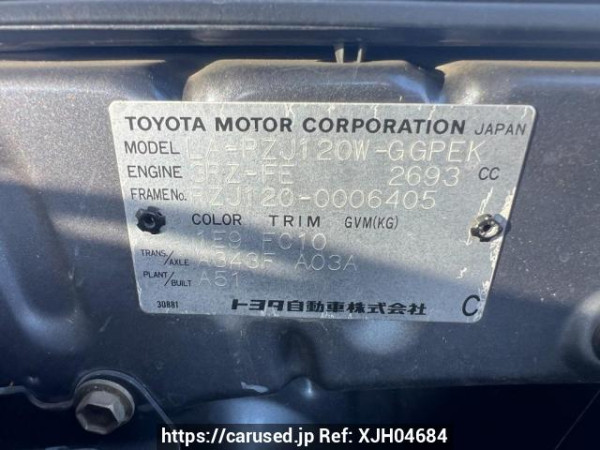 TOYOTA MOTOR CORPORATION JAPAN
MODEL LA-RZJ120W-GGPEK
ENGINE 3RZ-FE 2693 CC
FRAME No. RZJ120-0006405
COLOR TRIM GVM(KG)
1E9 FC10
TRANS/AXLE A343F A03A
PLANT/BUILT A51
30881 トヨタ自動車株式会社 C
https://carused.jp Ref: XJH04684